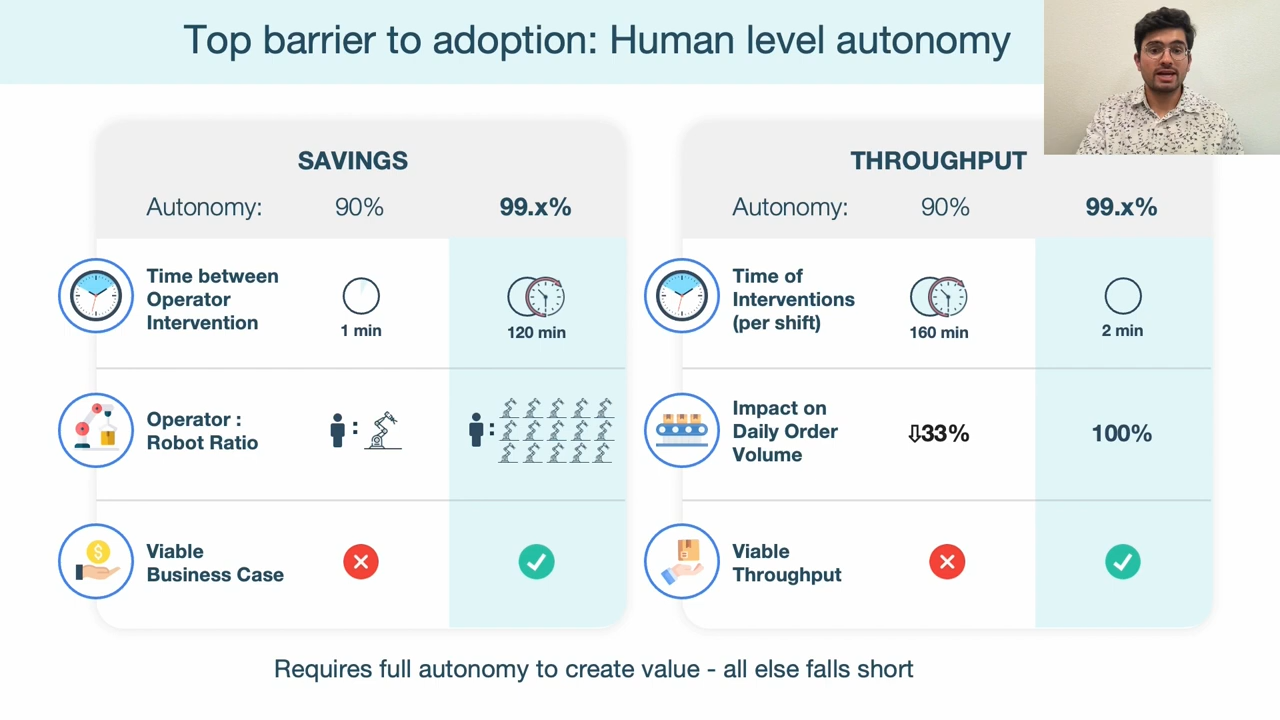 Top barrier to adoption: Human level autonomy
SAVINGS
Autonomy: 90% 99.x%
Time between
Operator
Intervention
1 min
120 min
Operator :
Robot Ratio
:
:
$
Viable
Business Case
THROUGHPUT
Autonomy: 90% 99.x%
Time of
Interventions
(per shift)
160 min
2 min
Impact on
Daily Order
Volume
⇩33%
100%
Viable
Throughput
Requires full autonomy to create value - all else falls short